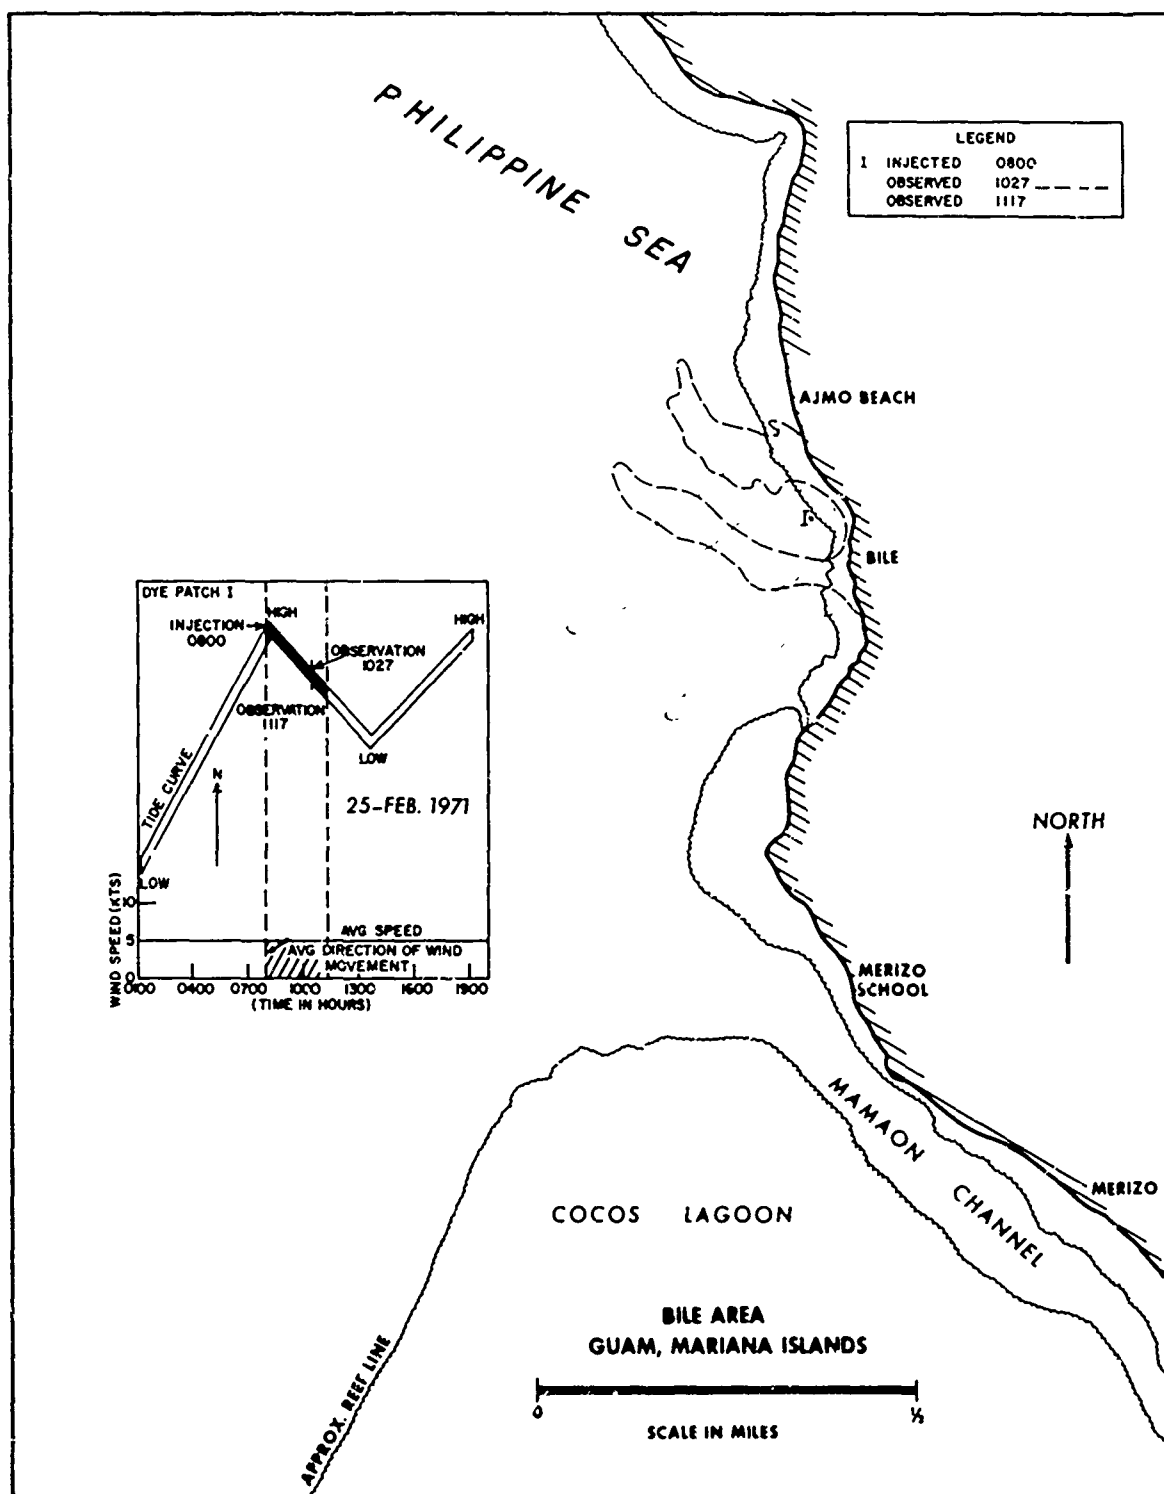 PHILIPPINE SEA
LEGEND
I INJECTED 0800
OBSERVED 1027
OBSERVED 1117
AJMO BEACH
S
I
BILE
DYE PATCH I
INJECTION
0800
HIGH
HIGH
OBSERVATION
1027
OBSERVATION
1117
LOW
TIDE CURVE
N
25-FEB. 1971
LOW
WIND SPEED (KTS)
10
5
0
AVG SPEED
AVG DIRECTION OF WIND
MOVEMENT
0100 0400 0700 1000 1300 1600 1900
(TIME IN HOURS)
NORTH
MERIZO
SCHOOL
MAMAON CHANNEL
MERIZO
COCOS LAGOON
BILE AREA
GUAM, MARIANA ISLANDS
0 ⅓
SCALE IN MILES
APPROX. REEF LINE